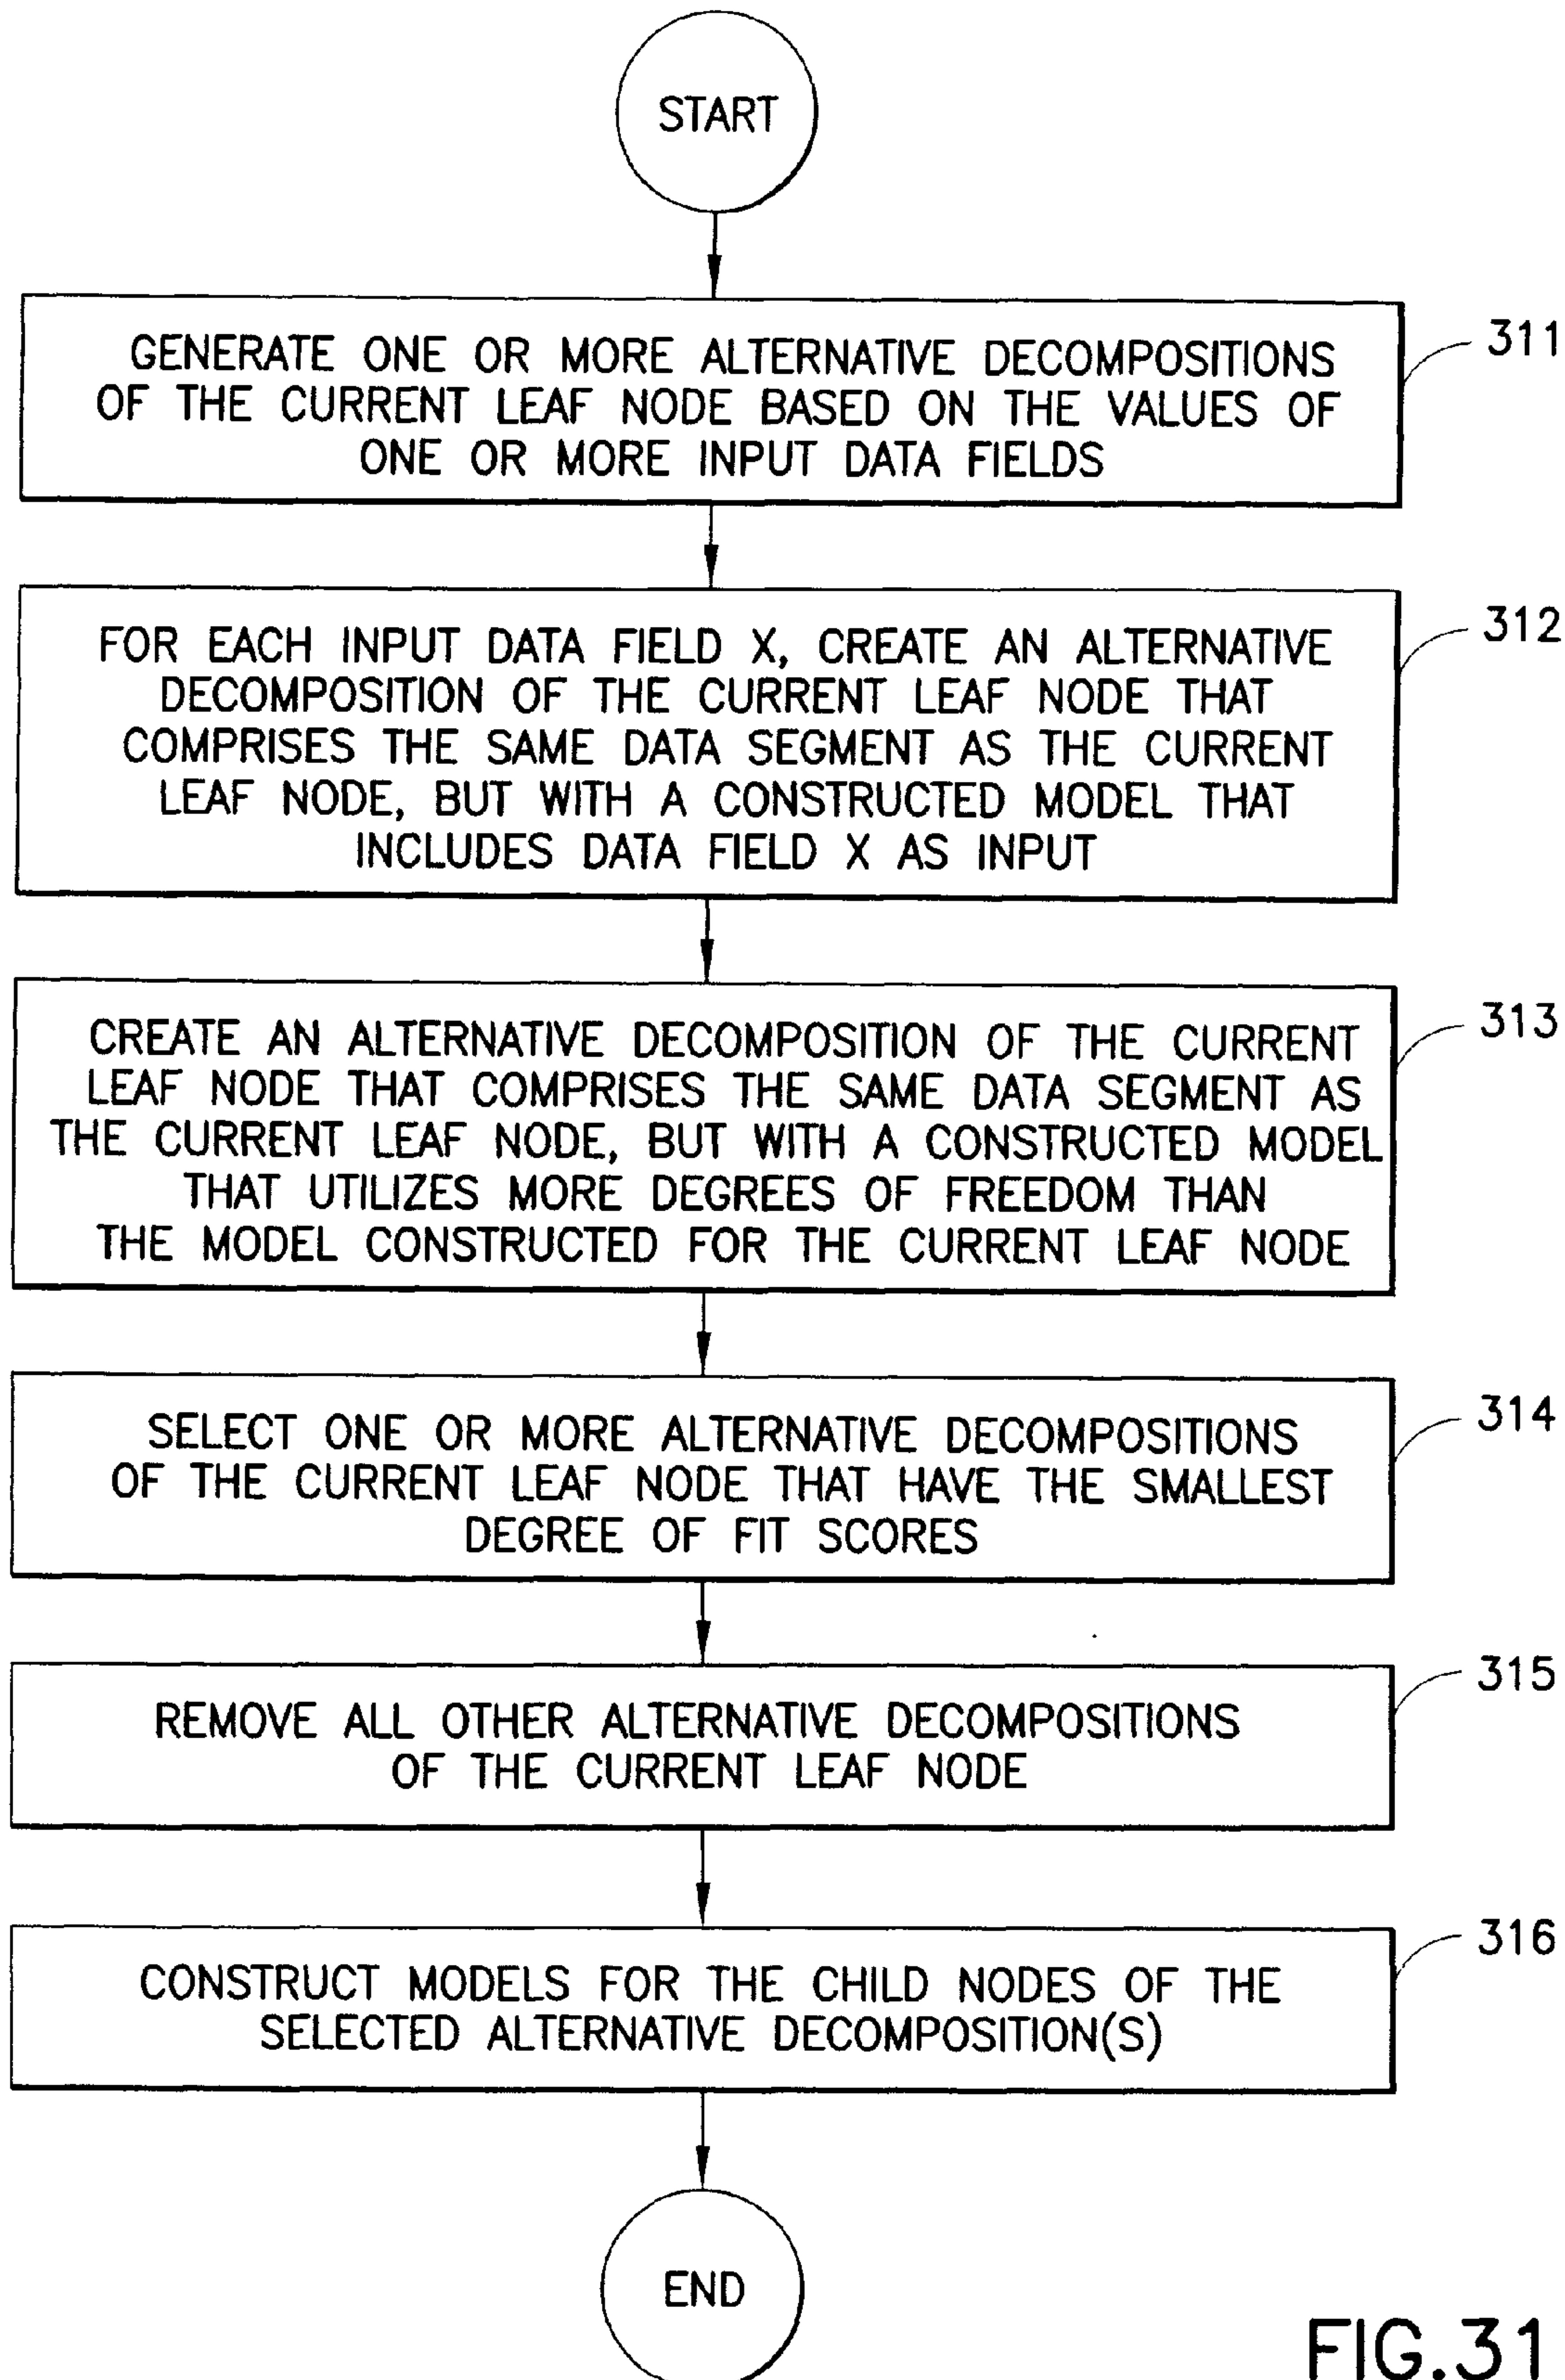 START
GENERATE ONE OR MORE ALTERNATIVE DECOMPOSITIONS
OF THE CURRENT LEAF NODE BASED ON THE VALUES OF
ONE OR MORE INPUT DATA FIELDS
311
FOR EACH INPUT DATA FIELD X, CREATE AN ALTERNATIVE
DECOMPOSITION OF THE CURRENT LEAF NODE THAT
COMPRISES THE SAME DATA SEGMENT AS THE CURRENT
LEAF NODE, BUT WITH A CONSTRUCTED MODEL THAT
INCLUDES DATA FIELD X AS INPUT
312
CREATE AN ALTERNATIVE DECOMPOSITION OF THE CURRENT
LEAF NODE THAT COMPRISES THE SAME DATA SEGMENT AS
THE CURRENT LEAF NODE, BUT WITH A CONSTRUCTED MODEL
THAT UTILIZES MORE DEGREES OF FREEDOM THAN
THE MODEL CONSTRUCTED FOR THE CURRENT LEAF NODE
313
SELECT ONE OR MORE ALTERNATIVE DECOMPOSITIONS
OF THE CURRENT LEAF NODE THAT HAVE THE SMALLEST
DEGREE OF FIT SCORES
314
REMOVE ALL OTHER ALTERNATIVE DECOMPOSITIONS
OF THE CURRENT LEAF NODE
315
CONSTRUCT MODELS FOR THE CHILD NODES OF THE
SELECTED ALTERNATIVE DECOMPOSITION(S)
316
END
FIG.31